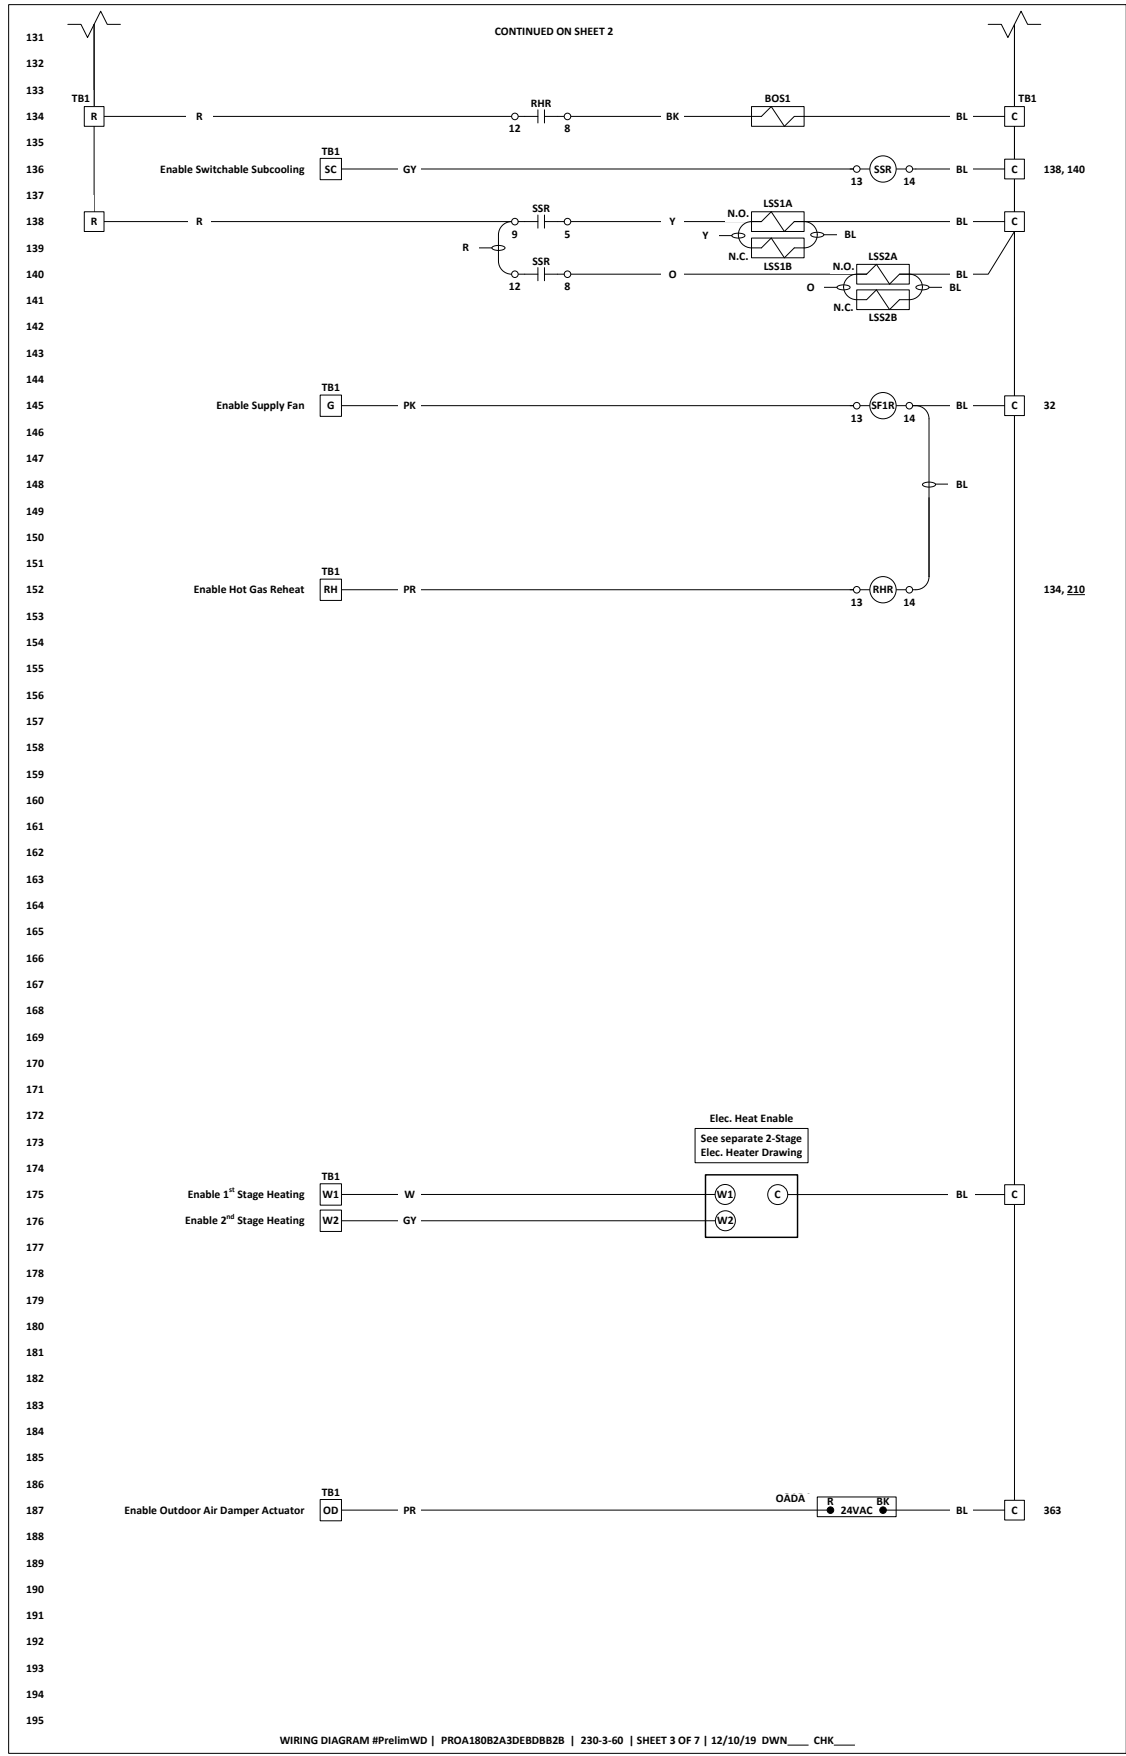 131 CONTINUED ON SHEET 2
132
133
TB1 RHR BOS1 TB1
134 R R 12 8 BK BL C
135
TB1
136 Enable Switchable Subcooling SC GY 13 SSR 14 BL C 138, 140
137
SSR LSS1A
138 R R 9 5 Y N.O. BL C
139 R Y BL
N.C. LSS1B
SSR LSS2A
140 12 8 O N.O. BL
141 O BL
N.C. LSS2B
142
143
144
TB1
145 Enable Supply Fan G PK 13 SF1R 14 BL C 32
146
147
148 BL
149
150
151
TB1
152 Enable Hot Gas Reheat RH PR 13 RHR 14 134, 210
153
154
155
156
157
158
159
160
161
162
163
164
165
166
167
168
169
170
171
172 Elec. Heat Enable
173 See separate 2-Stage
Elec. Heater Drawing
174
TB1
175 Enable 1st Stage Heating W1 W W1 C BL C
176 Enable 2nd Stage Heating W2 GY W2
177
178
179
180
181
182
183
184
185
186
TB1 OADA R BK
187 Enable Outdoor Air Damper Actuator OD PR 24VAC BL C 363
188
189
190
191
192
193
194
195
WIRING DIAGRAM #PrelimWD | PROA180B2A3DEBDBB2B | 230-3-60 | SHEET 3 OF 7 | 12/10/19 DWN____ CHK____